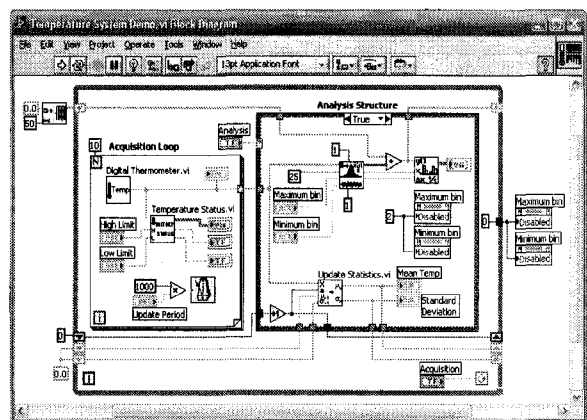 Temperature System Demo.vi Block Diagram
File Edit View Project Operate Tools Window Help
13pt Application Font
Analysis Structure
True
0.0
50
Analysis
10
N
Acquisition Loop
1
Digital Thermometer.vi
Temp
25
Temperature Status.vi
Maximum bin
Maximum bin
Maximum bin
High Limit
Minimum bin
1
2
Disabled
0
Disabled
Minimum bin
Minimum bin
Low Limit
Disabled
Disabled
Update Statistics.vi
Mean Temp
1000
Standard
Deviation
Update Period
i
+1
0
0.0
i
Acquisition